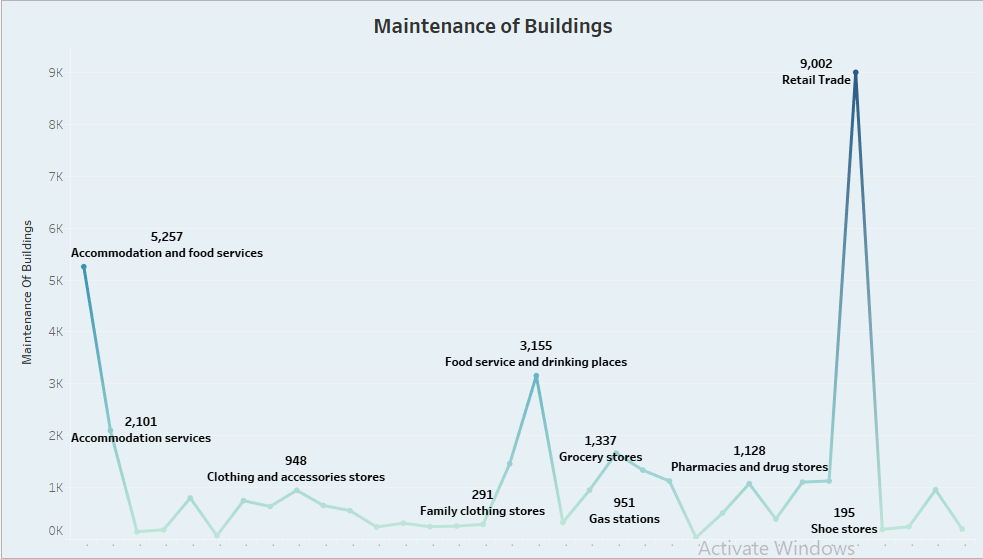 Maintenance of Buildings
9,002
Retail Trade
9K
8K
7K
6K
5K
4K
3K
2K
1K
0K
Maintenance Of Buildings
5,257
Accommodation and food services
3,155
Food service and drinking places
2,101
Accommodation services
1,337
Grocery stores
1,128
Pharmacies and drug stores
948
Clothing and accessories stores
291
Family clothing stores
951
Gas stations
195
Shoe stores
Activate Windows